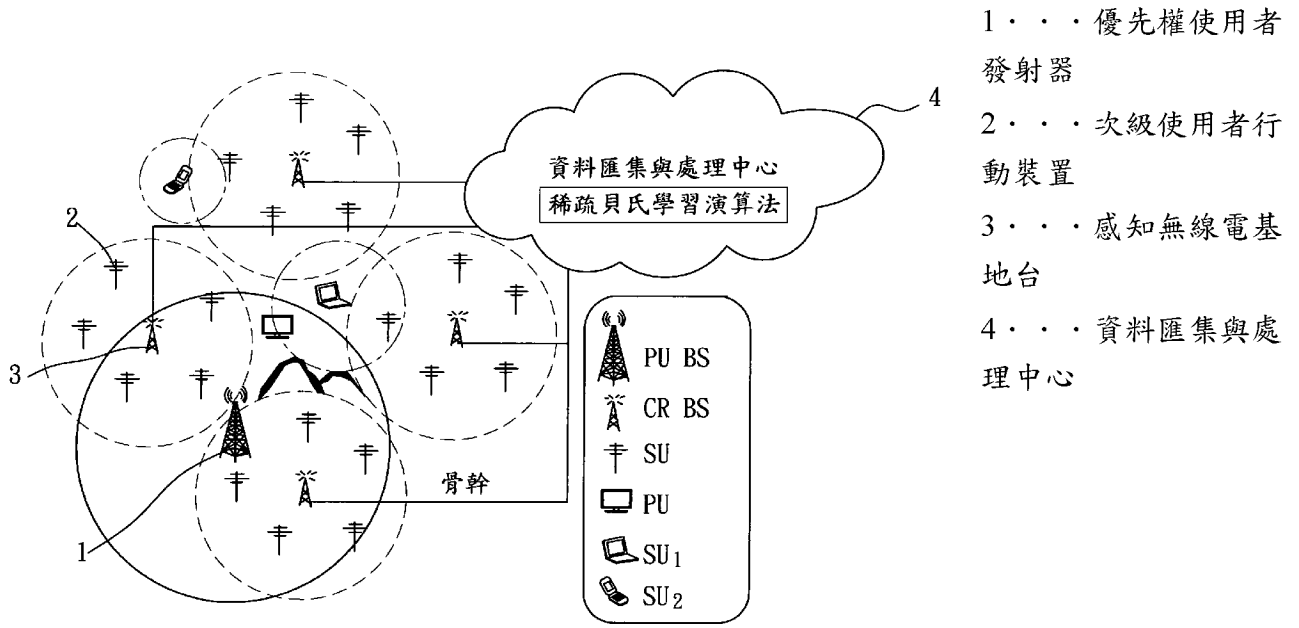 資料匯集與處理中心
稀疏貝氏學習演算法
4
2
3
1
骨幹
PU BS
CR BS
SU
PU
SU1
SU2
1···優先權使用者
發射器
2···次級使用者行
動裝置
3···感知無線電基
地台
4···資料匯集與處
理中心